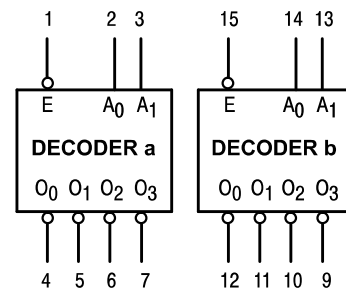 1 2 3 15 14 13
E A₀ A₁ E A₀ A₁
DECODER a DECODER b
O₀ O₁ O₂ O₃ O₀ O₁ O₂ O₃
4 5 6 7 12 11 10 9